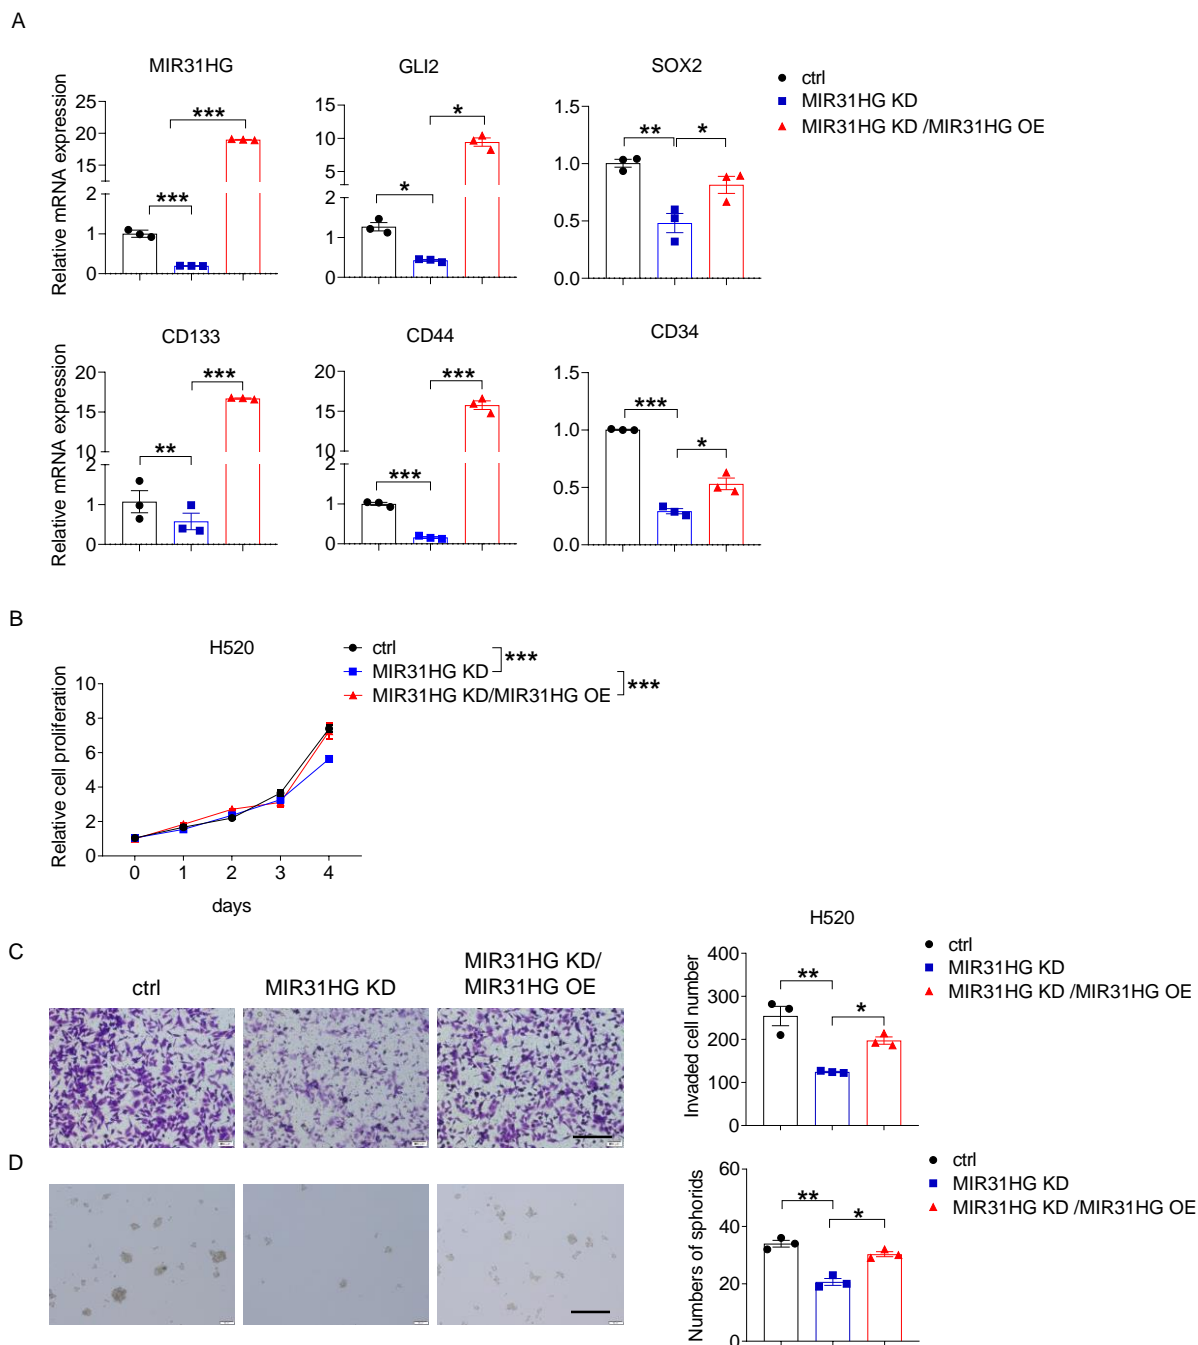 A
MIR31HG
GLI2
SOX2
ctrl
MIR31HG KD
MIR31HG KD /MIR31HG OE
Relative mRNA expression
25
20
15
2
1
0
***
***
15
10
5
2
1
0
*
*
1.5
1.0
0.5
0.0
**
*
CD133
CD44
CD34
Relative mRNA expression
20
15
10
2
1
0
**
***
20
15
10
2
1
0
***
***
1.5
1.0
0.5
0.0
***
*
B
H520
ctrl
MIR31HG KD
MIR31HG KD/MIR31HG OE
***
***
Relative cell proliferation
10
8
6
4
2
0
0 1 2 3 4
days
C
ctrl
MIR31HG KD
MIR31HG KD/
MIR31HG OE
H520
ctrl
MIR31HG KD
MIR31HG KD /MIR31HG OE
Invaded cell number
400
300
200
100
0
**
*
D
ctrl
MIR31HG KD
MIR31HG KD /MIR31HG OE
Numbers of sphorids
60
40
20
0
**
*